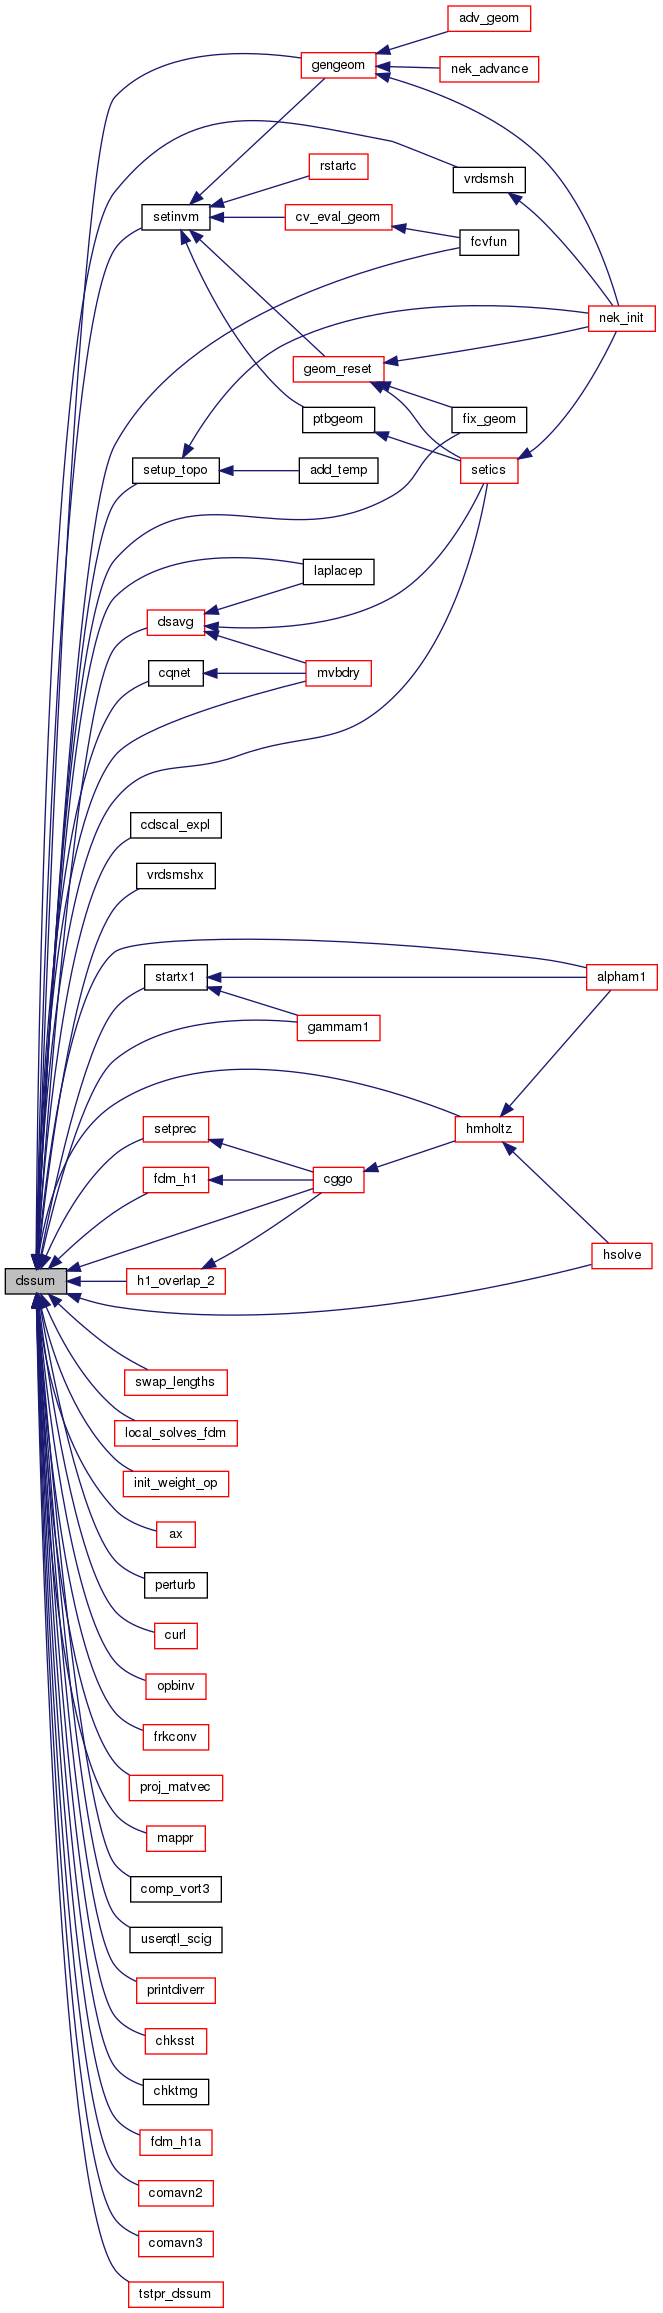 adv_geom
gengeom
nek_advance
rstartc
vrdsmsh
setinvm
cv_eval_geom
fcvfun
nek_init
geom_reset
ptbgeom
fix_geom
setup_topo
add_temp
setics
laplacep
dsavg
cqnet
mvbdry
cdscal_expl
vrdsmshx
startx1
alpham1
gammam1
setprec
hmholtz
fdm_h1
cggo
hsolve
dssum
h1_overlap_2
swap_lengths
local_solves_fdm
init_weight_op
ax
perturb
curl
opbinv
frkconv
proj_matvec
mappr
comp_vort3
userqtl_scig
printdiverr
chksst
chktmg
fdm_h1a
comavn2
comavn3
tstpr_dssum